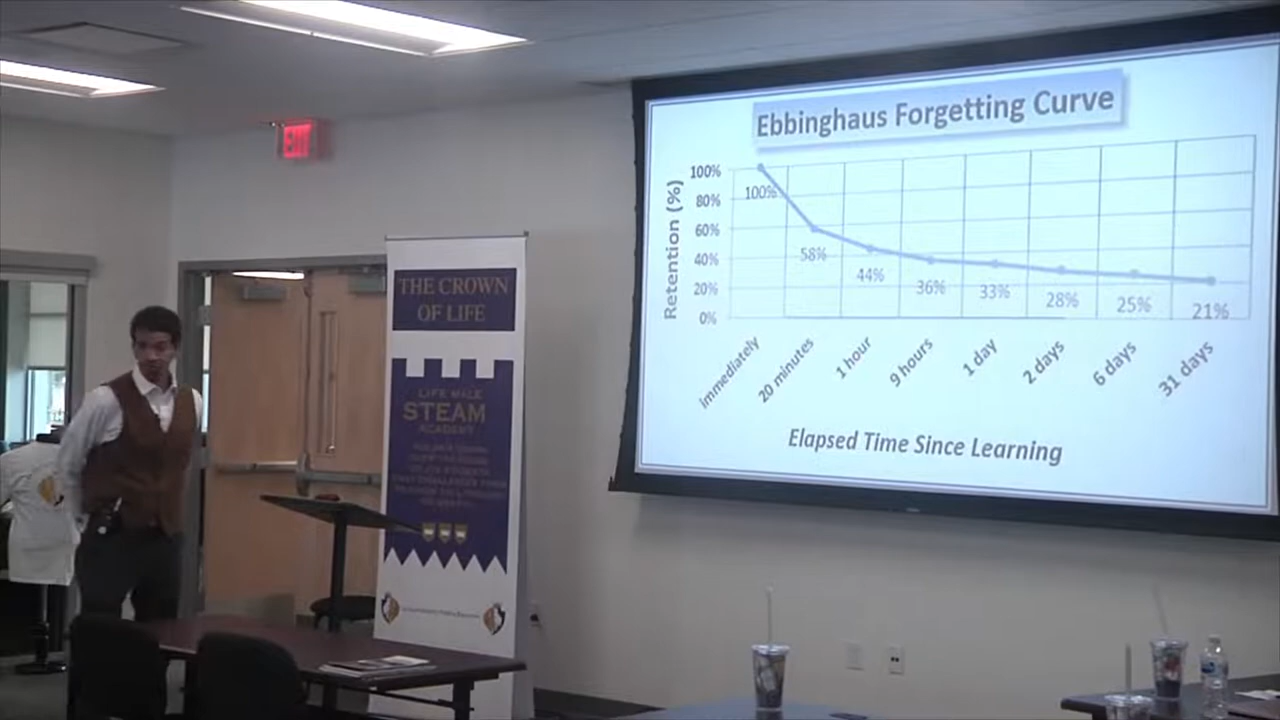 EXIT
THE CROWN
OF LIFE
LIFE MALE
STEAM
ACADEMY
Ebbinghaus Forgetting Curve
Retention (%)
100%
80%
60%
40%
20%
0%
100%
58%
44%
36%
33%
28%
25%
21%
immediately
20 minutes
1 hour
9 hours
1 day
2 days
6 days
31 days
Elapsed Time Since Learning